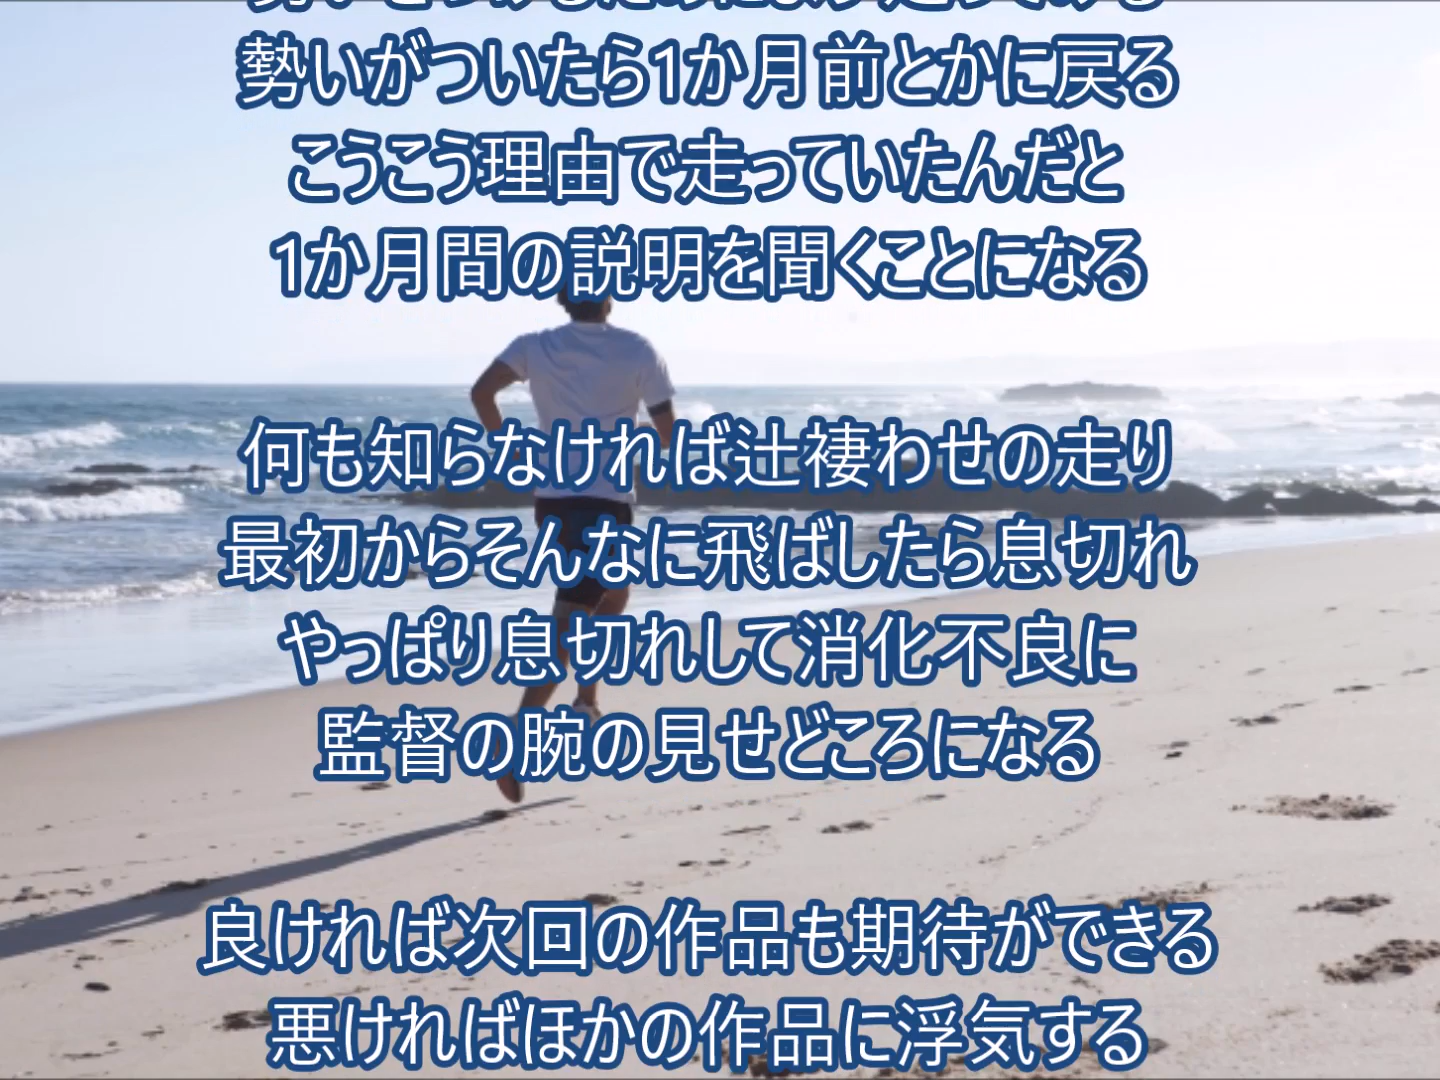 勢いがついたら1か月前とかに戻る
こうこう理由で走っていたんだと
1か月間の説明を聞くことになる
何も知らなければ辻褄わせの走り
最初からそんなに飛ばしたら息切れ
やっぱり息切れして消化不良に
監督の腕の見せどころになる
良ければ次回の作品も期待ができる
悪ければほかの作品に浮気する